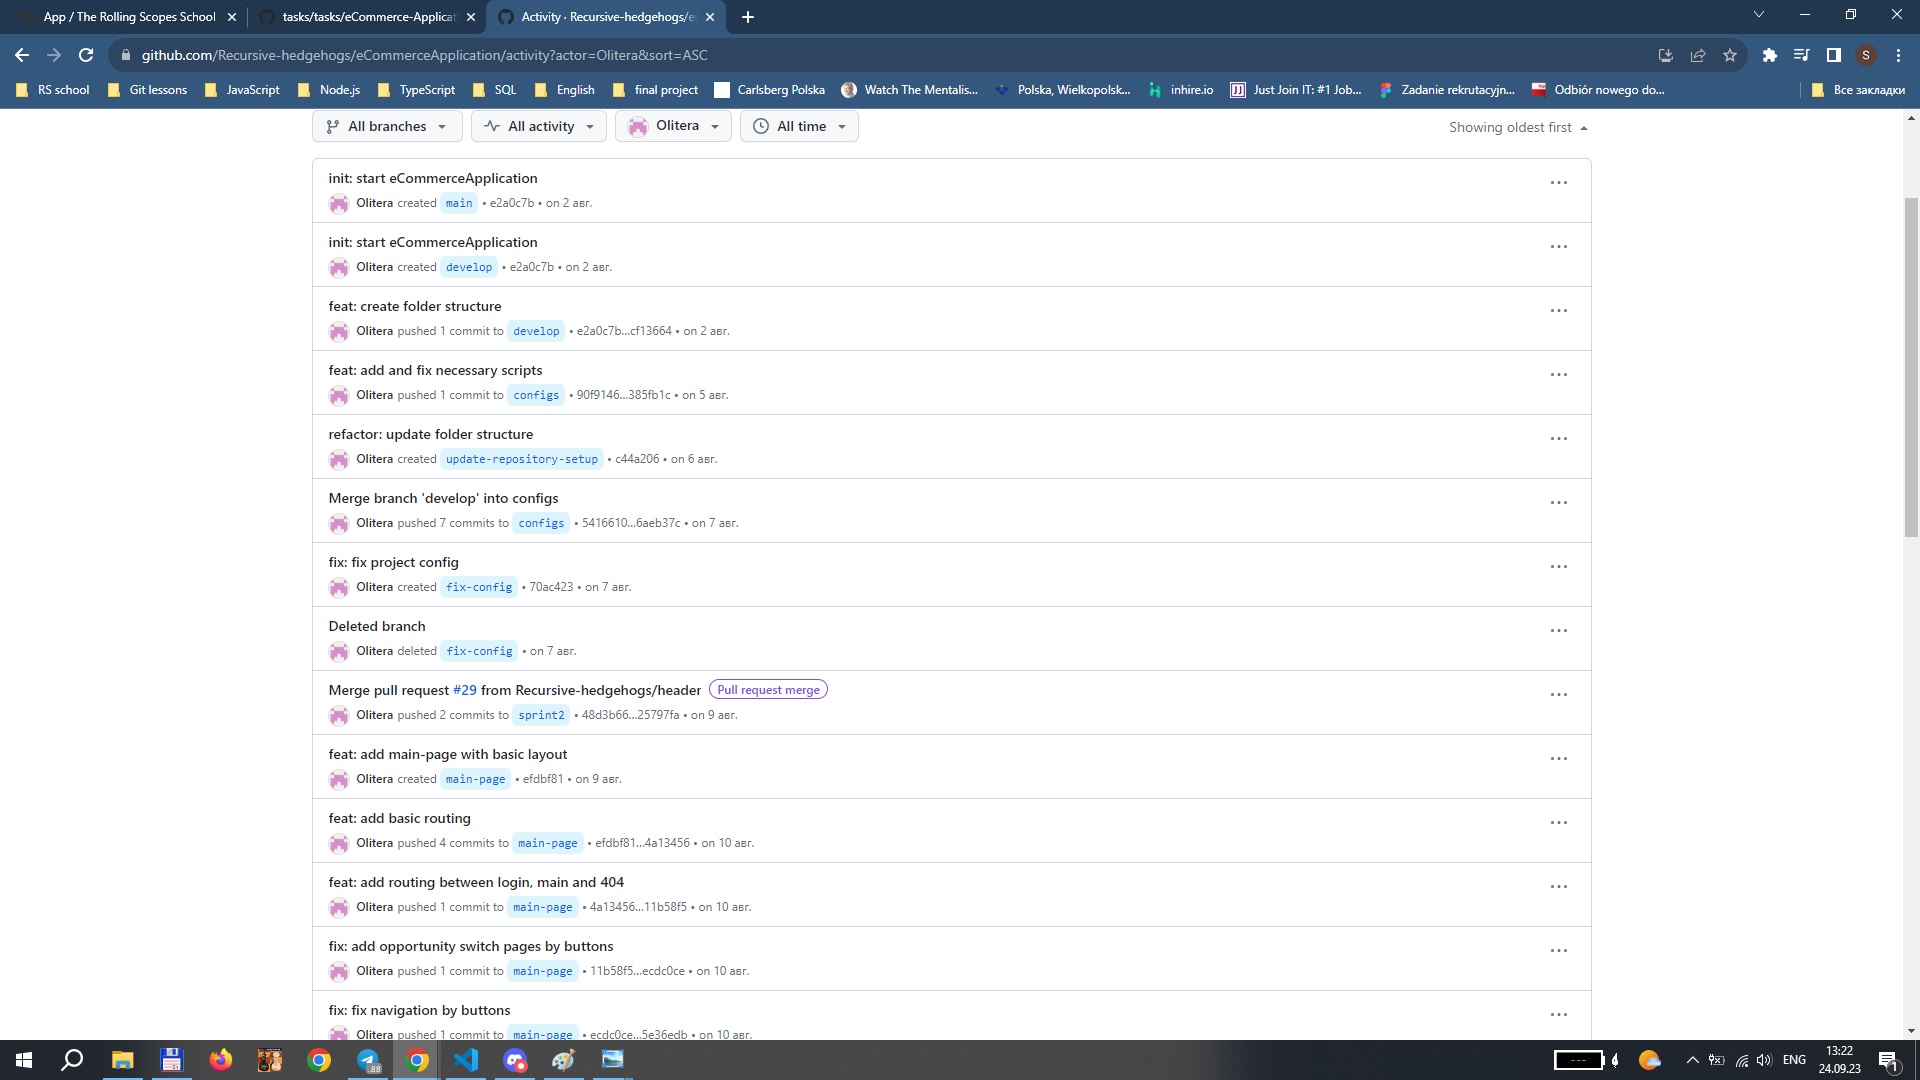 App / The Rolling Scopes School
tasks/tasks/eCommerce-Applicat
Activity · Recursive-hedgehogs/e
github.com/Recursive-hedgehogs/eCommerceApplication/activity?actor=Olitera&sort=ASC
S
RS school
Git lessons
JavaScript
Node.js
TypeScript
SQL
English
final project
Carlsberg Polska
Watch The Mentalis...
Polska, Wielkopolsk...
inhire.io
Just Join IT: #1 Job...
Zadanie rekrutacyjn...
Odbiór nowego do...
Все закладки
All branches
All activity
Olitera
All time
Showing oldest first
init: start eCommerceApplication
Olitera created main • e2a0c7b • on 2 авг.
init: start eCommerceApplication
Olitera created develop • e2a0c7b • on 2 авг.
feat: create folder structure
Olitera pushed 1 commit to develop • e2a0c7b...cf13664 • on 2 авг.
feat: add and fix necessary scripts
Olitera pushed 1 commit to configs • 90f9146...385fb1c • on 5 авг.
refactor: update folder structure
Olitera created update-repository-setup • c44a206 • on 6 авг.
Merge branch 'develop' into configs
Olitera pushed 7 commits to configs • 5416610...6aeb37c • on 7 авг.
fix: fix project config
Olitera created fix-config • 70ac423 • on 7 авг.
Deleted branch
Olitera deleted fix-config • on 7 авг.
Merge pull request #29 from Recursive-hedgehogs/header Pull request merge
Olitera pushed 2 commits to sprint2 • 48d3b66...25797fa • on 9 авг.
feat: add main-page with basic layout
Olitera created main-page • efdbf81 • on 9 авг.
feat: add basic routing
Olitera pushed 4 commits to main-page • efdbf81...4a13456 • on 10 авг.
feat: add routing between login, main and 404
Olitera pushed 1 commit to main-page • 4a13456...11b58f5 • on 10 авг.
fix: add opportunity switch pages by buttons
Olitera pushed 1 commit to main-page • 11b58f5...ecdc0ce • on 10 авг.
fix: fix navigation by buttons
Olitera pushed 1 commit to main-page • ecdc0ce...5e36edb • on 10 авг.
88
ENG
13:22
24.09.23
1